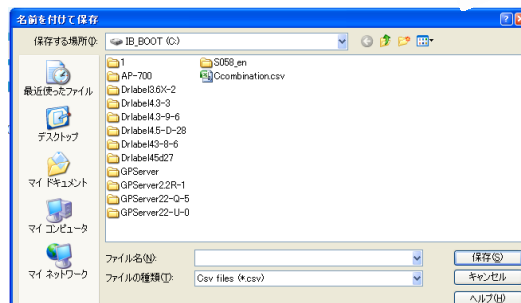 名前を付けて保存
保存する場所(I):
IB_BOOT (C:)
最近使ったファイル
デスクトップ
マイ ドキュメント
マイ コンピュータ
マイ ネットワーク
1
AP-700
Drlabel3.6X-2
Drlabel4.3-3
Drlabel4.3-9-6
Drlabel4.5-D-28
Drlabel43-8-6
Drlabel45d27
GPServer
GPServer2.2R-1
GPServer22-Q-5
GPServer22-U-0
S058_en
Ccombination.csv
ファイル名(N):
保存(S)
ファイルの種類(T):
Csv files (*.csv)
キャンセル
ヘルプ(H)